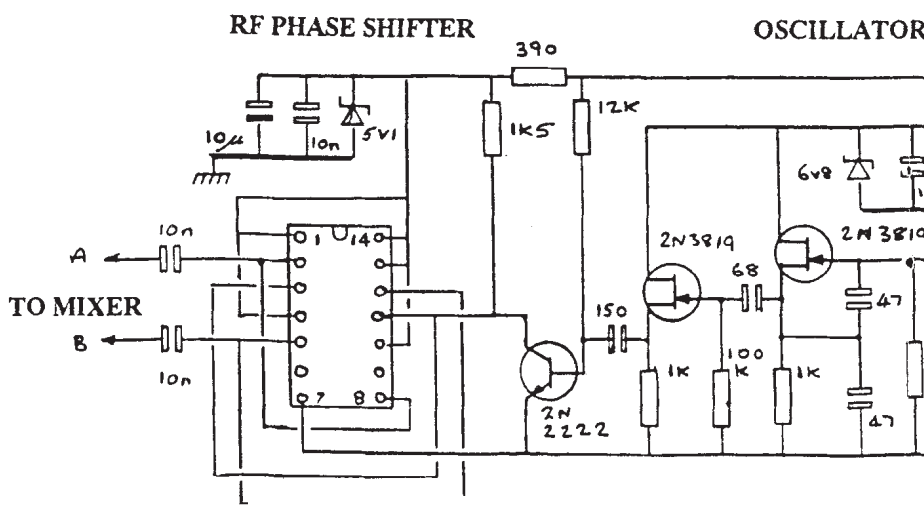 RF PHASE SHIFTER
OSCILLATOR
390
12K
1K5
10µ
10n
5V1
6V8
10n
1
14
2N3819
2N3819
A
68
TO MIXER
150
47
B
10n
1K
100
K
1K
7
8
2N
2222
47